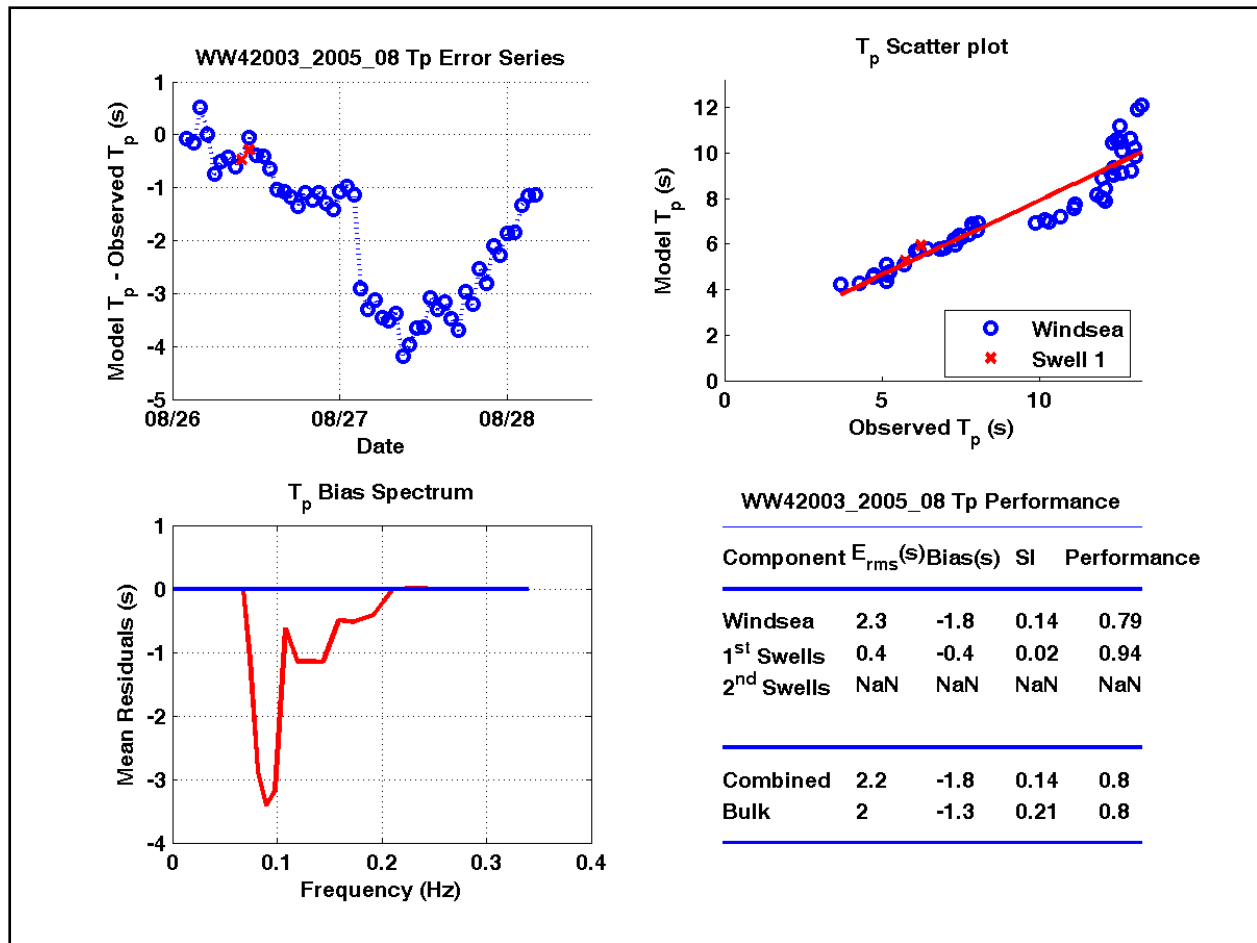 WW42003_2005_08 Tp Error Series
1
0
-1
-2
-3
-4
-5
Model Tp - Observed Tp (s)
08/26
08/27
08/28
Date
Tp Scatter plot
12
10
8
6
4
2
0
Model Tp (s)
Windsea
Swell 1
0
5
10
Observed Tp (s)
Tp Bias Spectrum
1
0
-1
-2
-3
-4
Mean Residuals (s)
0
0.1
0.2
0.3
0.4
Frequency (Hz)
WW42003_2005_08 Tp Performance
Component Erms(s) Bias(s) SI Performance
Windsea 2.3 -1.8 0.14 0.79
1st Swells 0.4 -0.4 0.02 0.94
2nd Swells NaN NaN NaN NaN
Combined 2.2 -1.8 0.14 0.8
Bulk 2 -1.3 0.21 0.8